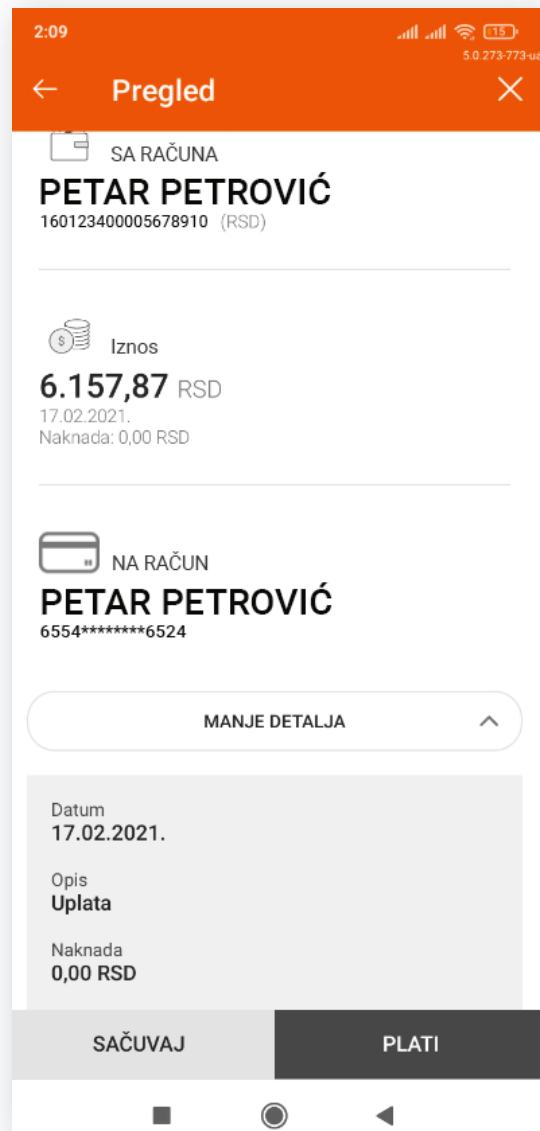 2:09
15
5.0.273-773-ua
Pregled
SA RAČUNA
PETAR PETROVIĆ
160123400005678910 (RSD)
$ Iznos
6.157,87 RSD
17.02.2021.
Naknada: 0,00 RSD
NA RAČUN
PETAR PETROVIĆ
6554********6524
MANJE DETALJA
Datum
17.02.2021.
Opis
Uplata
Naknada
0,00 RSD
SAČUVAJ PLATI